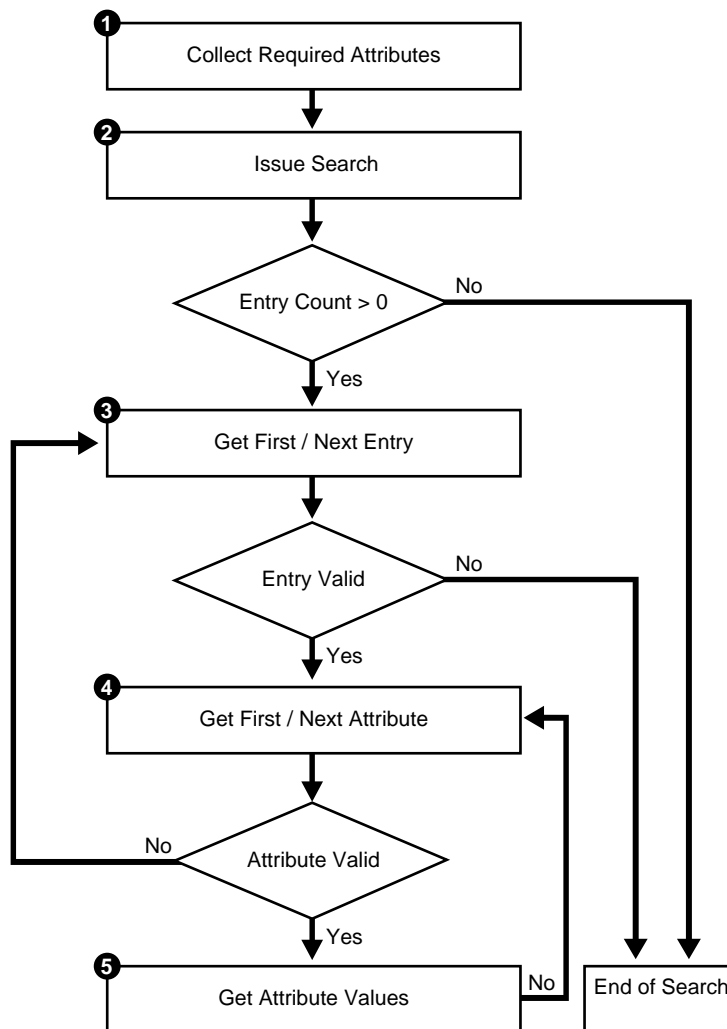 1
Collect Required Attributes
2
Issue Search
Entry Count > 0
No
Yes
3
Get First / Next Entry
Entry Valid
No
Yes
4
Get First / Next Attribute
No
Attribute Valid
Yes
5
Get Attribute Values
No
End of Search